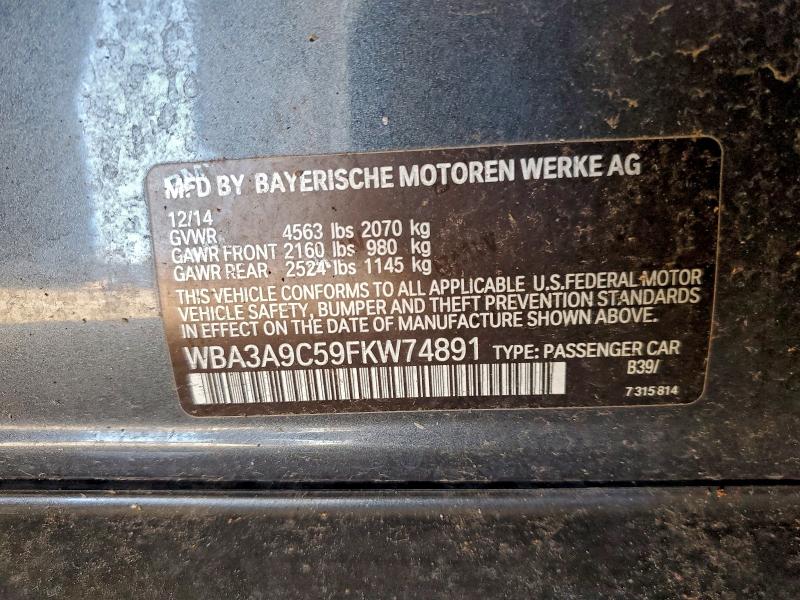 MFD BY BAYERISCHE MOTOREN WERKE AG
12/14
GVWR 4563 lbs 2070 kg
GAWR FRONT 2160 lbs 980 kg
GAWR REAR 2524 lbs 1145 kg
THIS VEHICLE CONFORMS TO ALL APPLICABLE U.S.FEDERAL MOTOR
VEHICLE SAFETY, BUMPER AND THEFT PREVENTION STANDARDS
IN EFFECT ON THE DATE OF MANUFACTURE SHOWN ABOVE.
WBA3A9C59FKW74891 TYPE: PASSENGER CAR
B39/
7 315 814